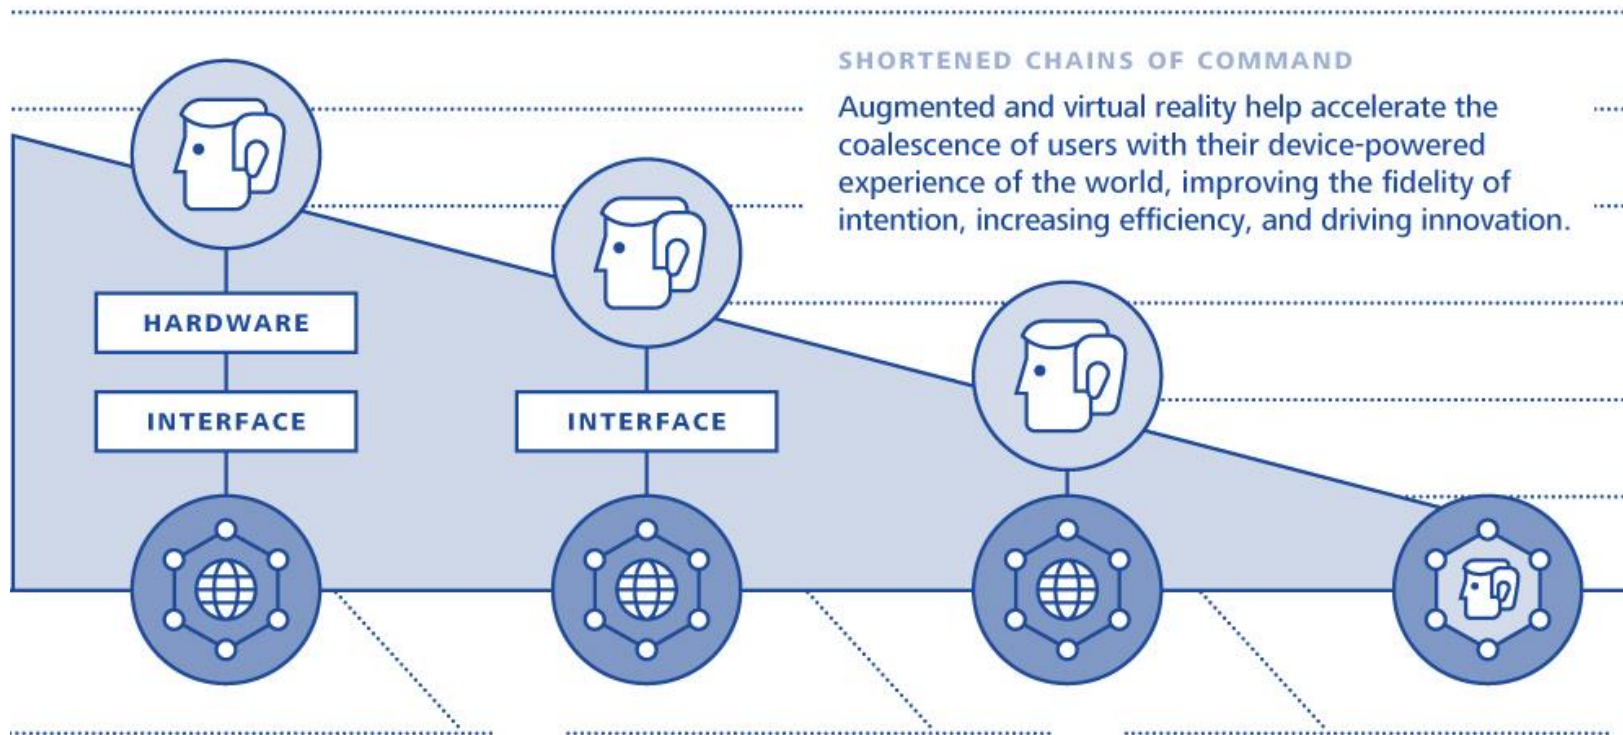 SHORTENED CHAINS OF COMMAND
Augmented and virtual reality help accelerate the
coalescence of users with their device-powered
experience of the world, improving the fidelity of
intention, increasing efficiency, and driving innovation.
HARDWARE
INTERFACE
INTERFACE